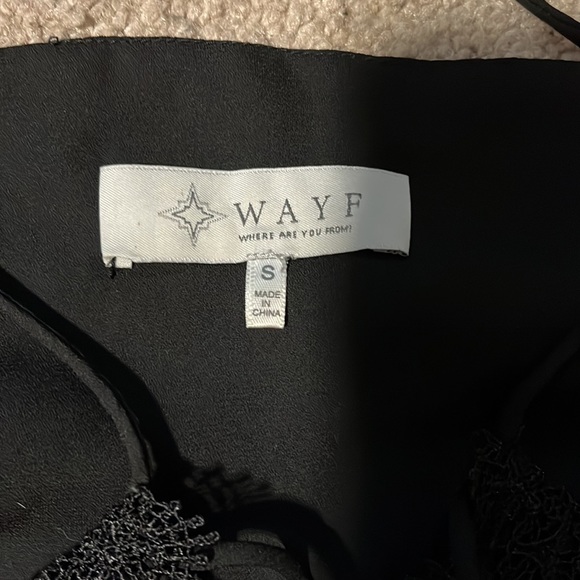 WAYF
WHERE ARE YOU FROM?
S
MADE
IN
CHINA